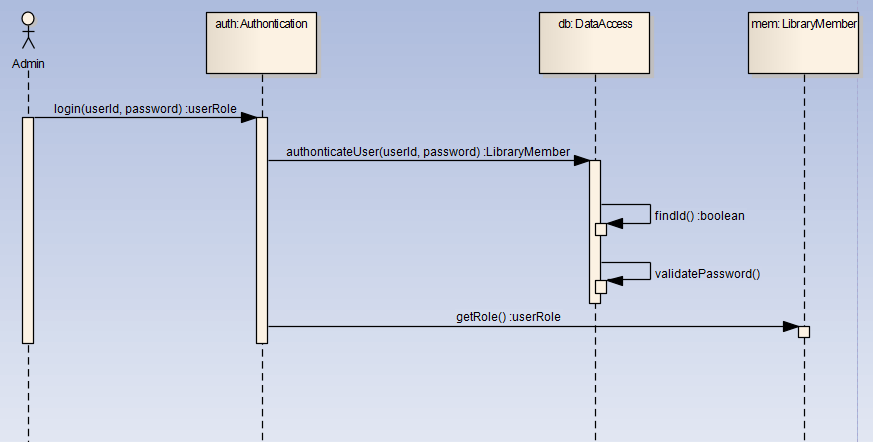 auth: Authontication
db: DataAccess
mem: LibraryMember
Admin
login(userId, password) :userRole
authonticateUser(userId, password) :LibraryMember
findId() :boolean
validatePassword()
getRole() :userRole